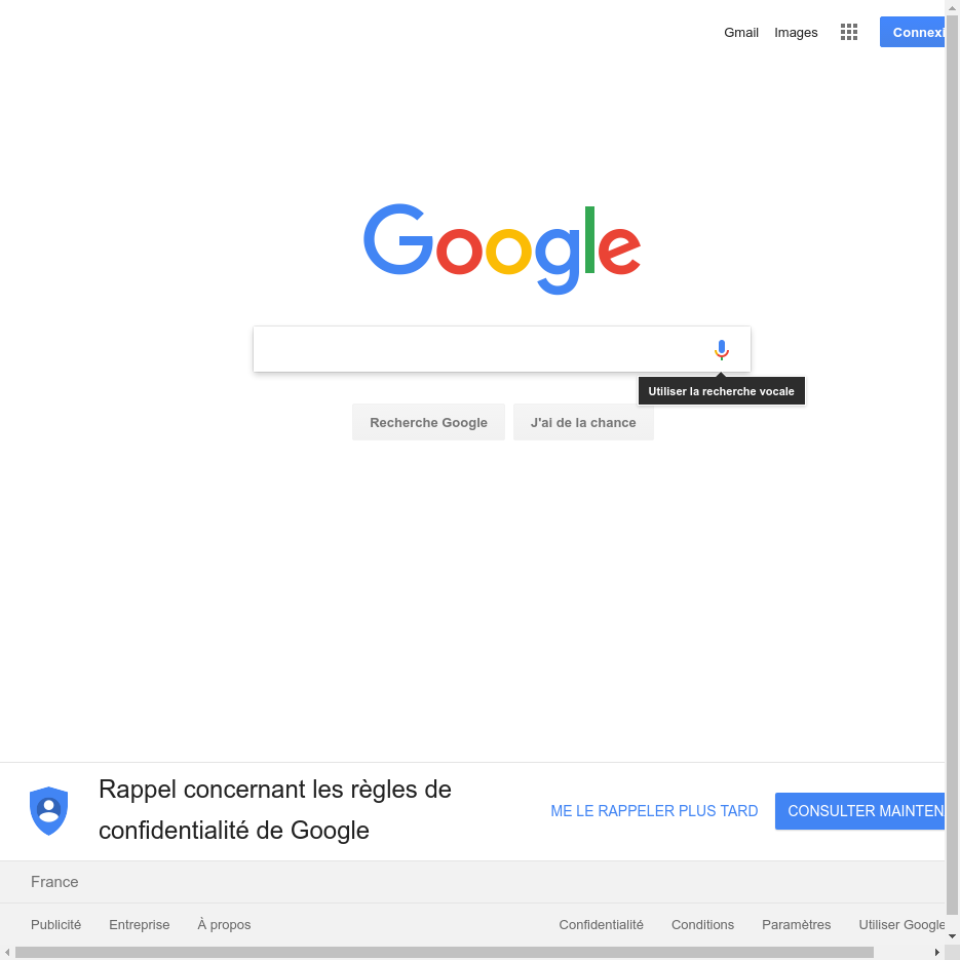 Gmail Images Connexi
Google
Utiliser la recherche vocale
Recherche Google J'ai de la chance
Rappel concernant les règles de
confidentialité de Google
ME LE RAPPELER PLUS TARD CONSULTER MAINTEN
France
Publicité Entreprise À propos Confidentialité Conditions Paramètres Utiliser Google